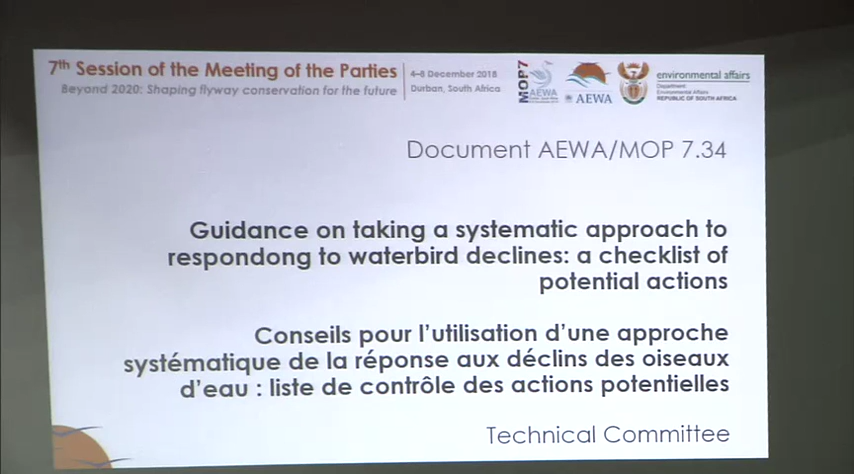 7th Session of the Meeting of the Parties
Beyond 2020: Shaping flyway conservation for the future
4–8 December 2018
Durban, South Africa
MOP7
AEWA
AEWA
environmental affairs
Department:
Environmental Affairs
REPUBLIC OF SOUTH AFRICA
Document AEWA/MOP 7.34
Guidance on taking a systematic approach to
respondong to waterbird declines: a checklist of
potential actions
Conseils pour l'utilisation d'une approche
systématique de la réponse aux déclins des oiseaux
d'eau : liste de contrôle des actions potentielles
Technical Committee